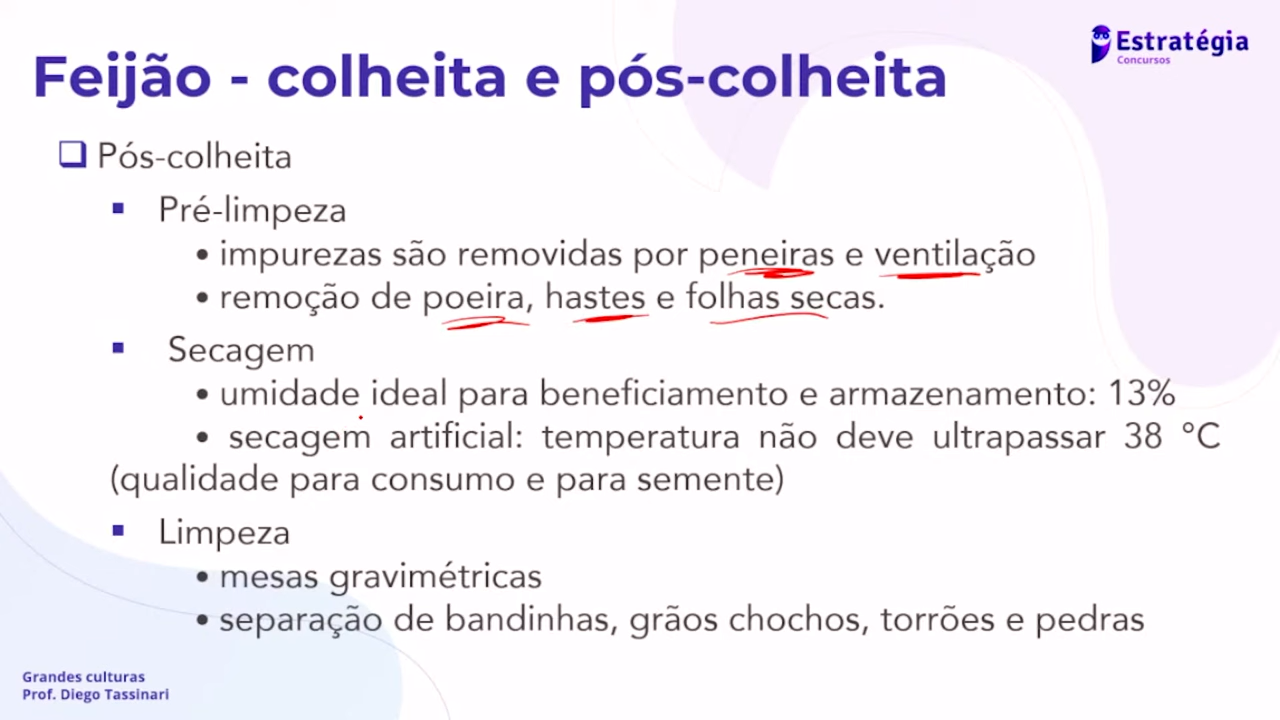 Estratégia
Concursos
Feijão - colheita e pós-colheita
❑ Pós-colheita
▪ Pré-limpeza
• impurezas são removidas por peneiras e ventilação
• remoção de poeira, hastes e folhas secas.
▪ Secagem
• umidade ideal para beneficiamento e armazenamento: 13%
• secagem artificial: temperatura não deve ultrapassar 38 °C
(qualidade para consumo e para semente)
▪ Limpeza
• mesas gravimétricas
• separação de bandinhas, grãos chochos, torrões e pedras
Grandes culturas
Prof. Diego Tassinari